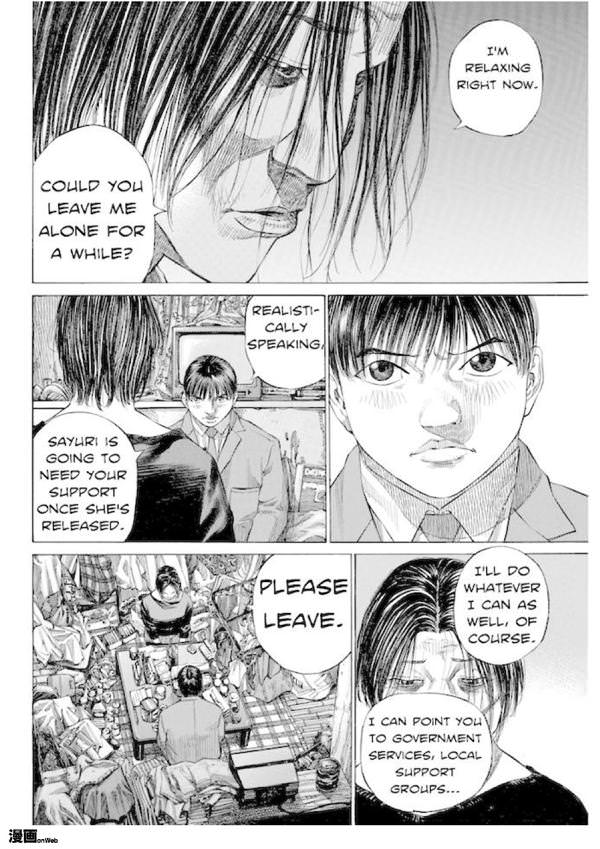 I'M
RELAXING
RIGHT NOW.
COULD YOU
LEAVE ME
ALONE FOR
A WHILE?
REALISTI-
CALLY
SPEAKING,
SAYURI IS
GOING TO
NEED YOUR
SUPPORT
ONCE SHE'S
RELEASED.
I'LL DO
WHATEVER
I CAN AS
WELL, OF
COURSE.
I CAN POINT YOU
TO GOVERNMENT
SERVICES, LOCAL
SUPPORT
GROUPS...
PLEASE
LEAVE.
漫画onWeb